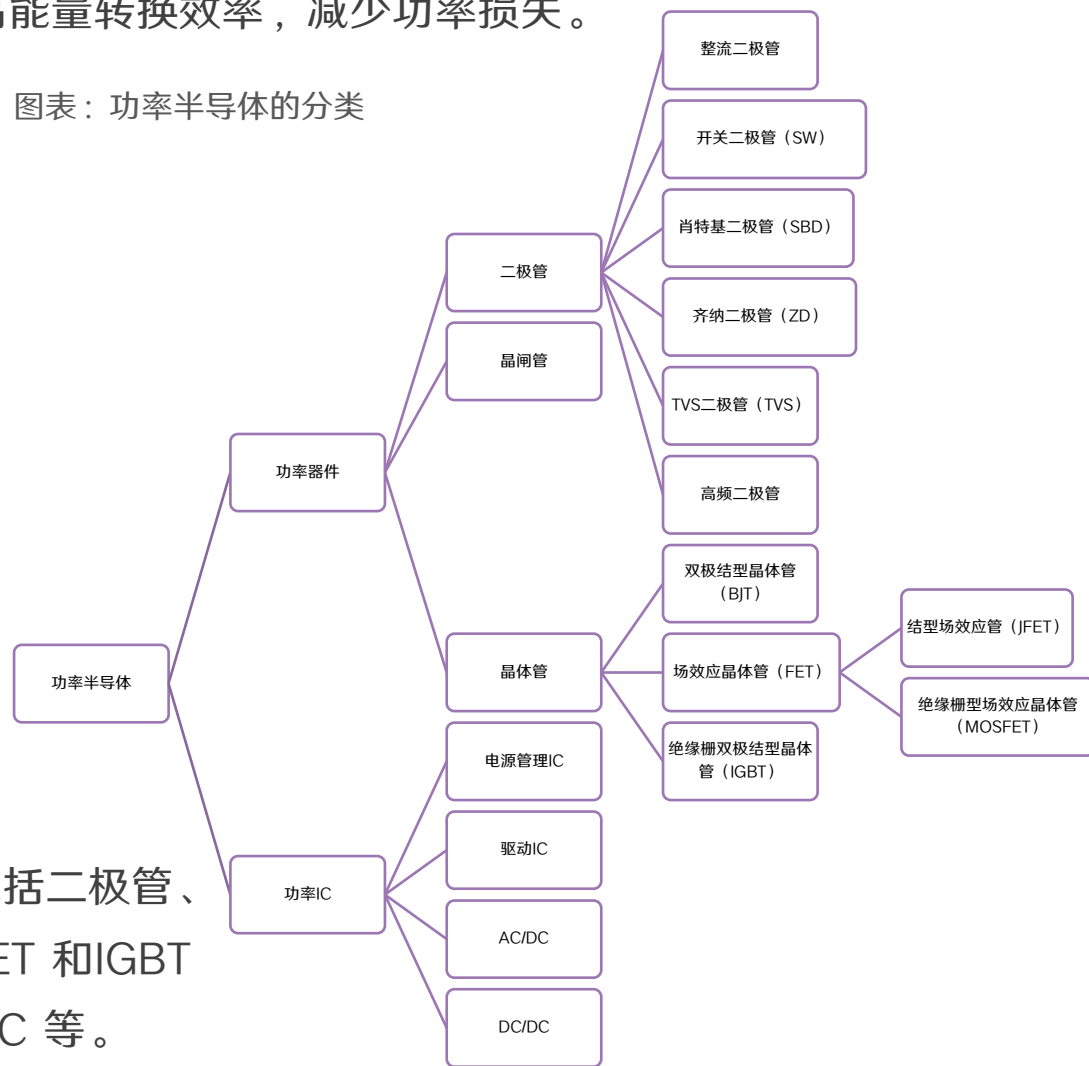 能量转换效率，减少功率损失。
图表：功率半导体的分类
整流二极管
开关二极管（SW）
肖特基二极管（SBD）
二极管
齐纳二极管（ZD）
晶闸管
TVS二极管（TVS）
功率器件
高频二极管
双极结型晶体管
（BJT）
结型场效应管（JFET）
功率半导体
晶体管
场效应晶体管（FET）
绝缘栅型场效应晶体管
（MOSFET）
绝缘栅双极结型晶体
管（IGBT）
电源管理IC
驱动IC
功率IC
AC/DC
DC/DC
括二极管、
ET 和IGBT
C 等。